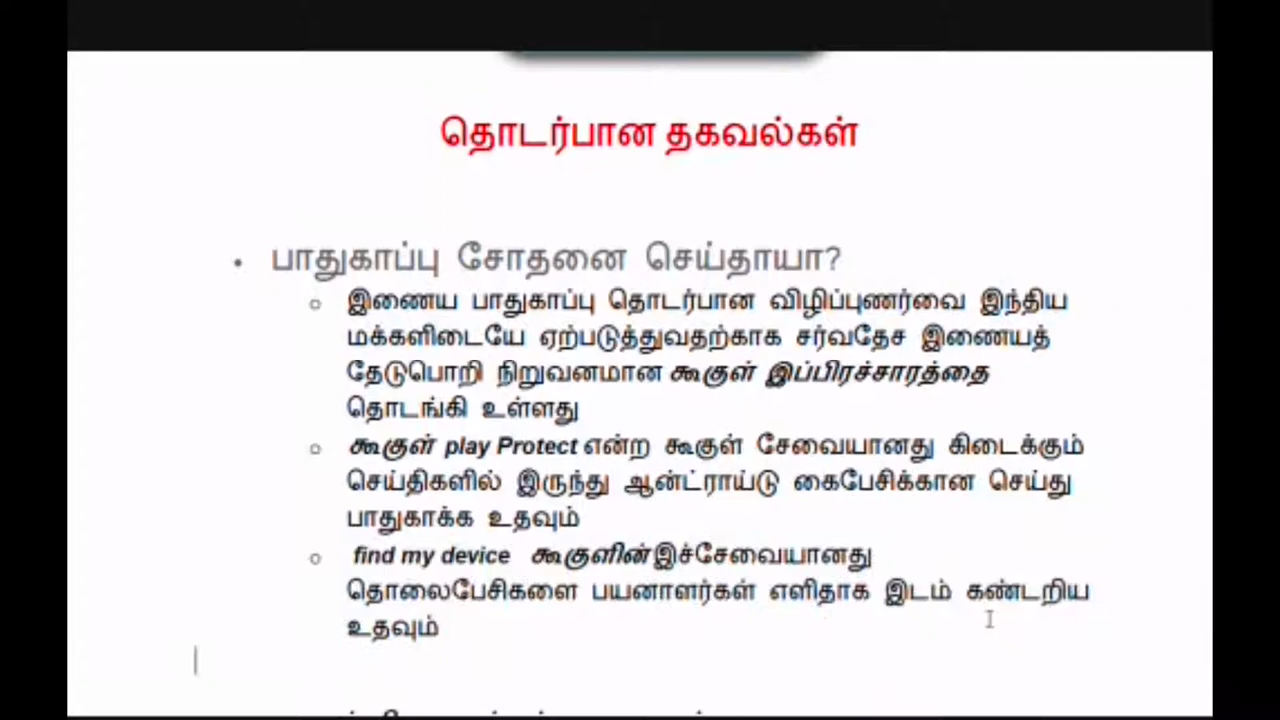 தொடர்பான தகவல்கள்
• பாதுகாப்பு சோதனை செய்தாயா?
o இணைய பாதுகாப்பு தொடர்பான விழிப்புணர்வை இந்திய
மக்களிடையே ஏற்படுத்துவதற்காக சர்வதேச இணையத்
தேடுபொறி நிறுவனமான கூகுள் இப்பிரச்சாரத்தை
தொடங்கி உள்ளது
o கூகுள் play Protect என்ற கூகுள் சேவையானது கிடைக்கும்
செய்திகளில் இருந்து ஆன்ட்ராய்டு கைபேசிக்கான செய்து
பாதுகாக்க உதவும்
o find my device கூகுளின் இச்சேவையானது
தொலைபேசிகளை பயனாளர்கள் எளிதாக இடம் கண்டறிய
உதவும்